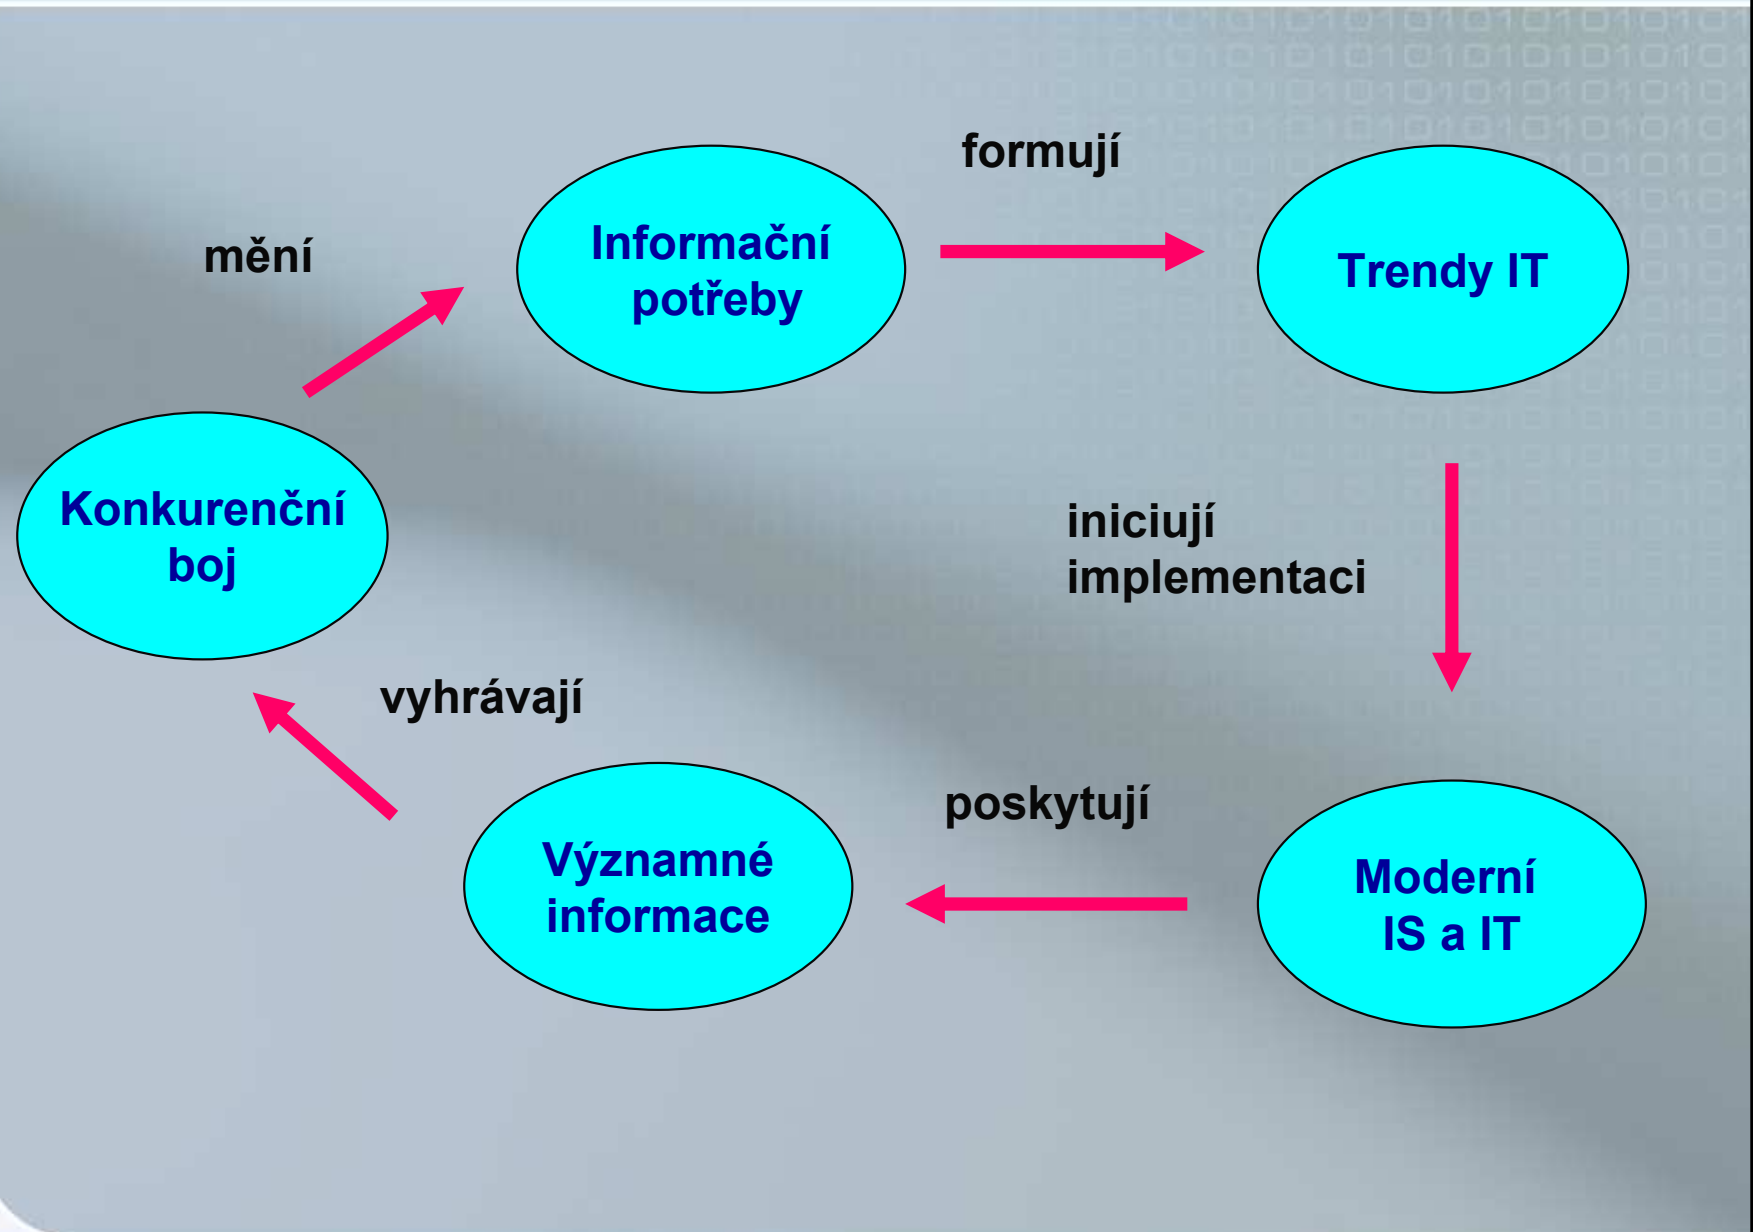 formují
Informační
potřeby
Trendy IT
mění
Konkurenční
boj
iniciují
implementaci
vyhrávají
poskytují
Významné
informace
Moderní
IS a IT